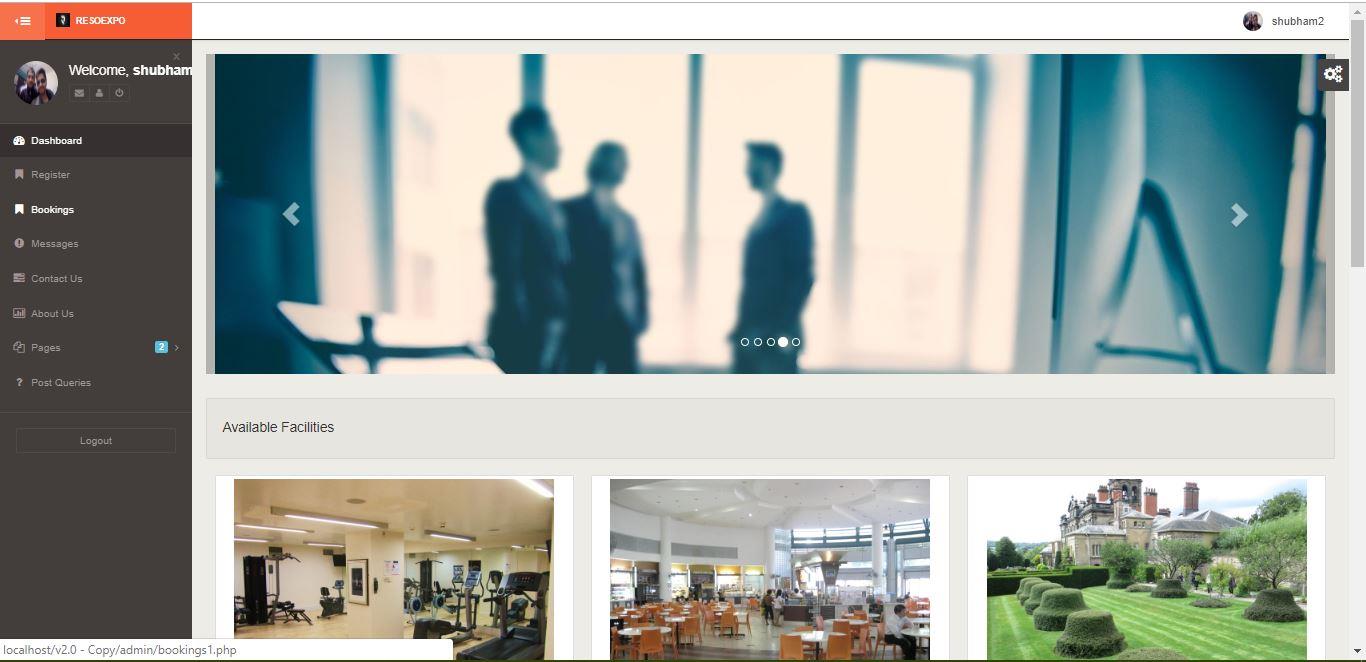 RESOEXPO
shubham2
Welcome, shubham
Dashboard
Register
Bookings
Messages
Contact Us
About Us
Pages 2
? Post Queries
Logout
Available Facilities
localhost/v2.0 - Copy/admin/bookings1.php